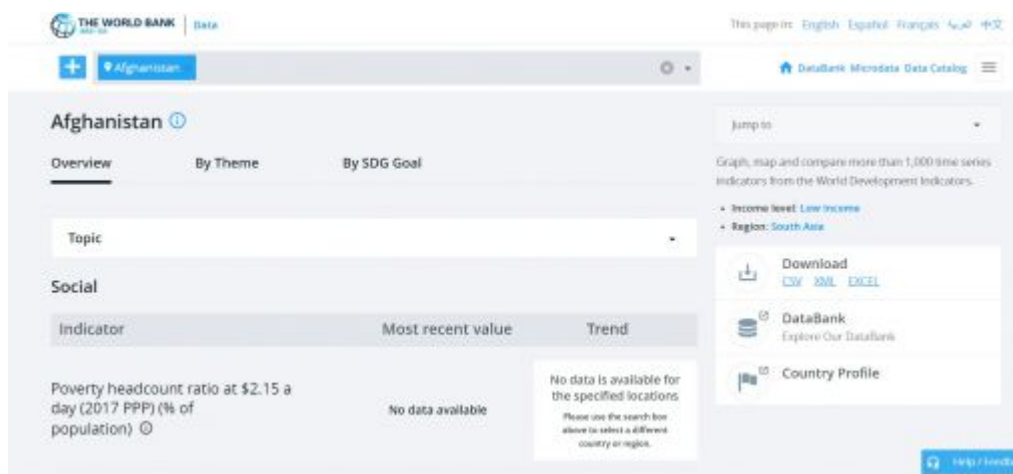 THE WORLD BANK Data
This page in: English Español Français العربية 中文
Afghanistan
DataBank Microdata Data Catalog
Afghanistan
Jump to
Overview By Theme By SDG Goal
Graph, map and compare more than 1,000 time series
indicators from the World Development Indicators.
Income level: Low income
Region: South Asia
Topic
Download
CSV XML EXCEL
Social
Indicator Most recent value Trend
DataBank
Explore Our DataBank
Country Profile
Poverty headcount ratio at $2.15 a
day (2017 PPP) (% of
population)
No data available
No data is available for
the specified locations
Please use the search box
above to select a different
country or region.
Help / Feedb